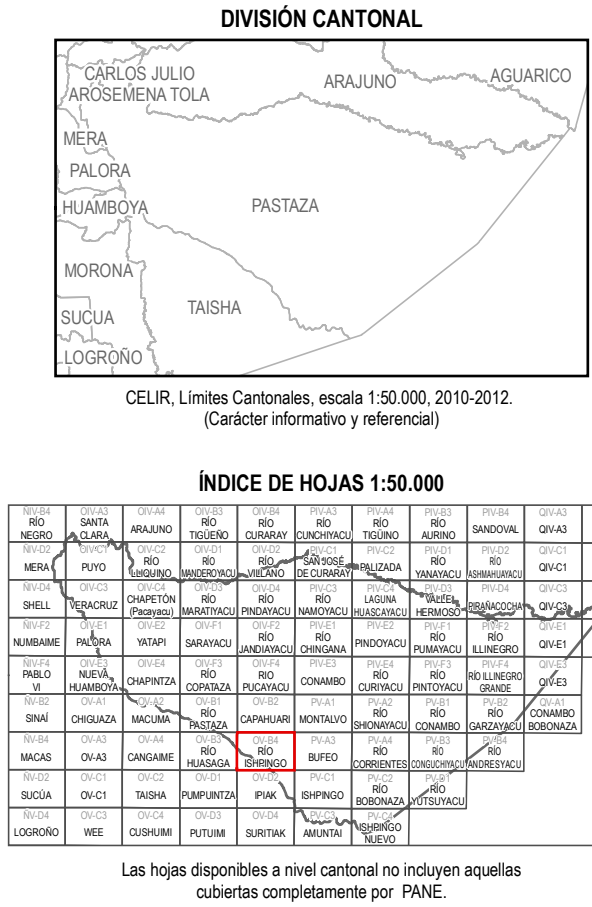 DIVISIÓN CANTONAL
CARLOS JULIO
AROSEMENA TOLA
ARAJUNO
AGUARICO
MERA
PALORA
HUAMBOYA
PASTAZA
MORONA
TAISHA
SUCUA
LOGROÑO
CELIR, Límites Cantonales, escala 1:50.000, 2010-2012.
(Carácter informativo y referencial)
ÍNDICE DE HOJAS 1:50.000
ÑIV-B4 OIV-A3 OIV-A4 OIV-B3 OIV-B4 PIV-A3 PIV-A4 PIV-B3 PIV-B4 QIV-A3
RÍO NEGRO SANTA CLARA ARAJUNO RÍO TIGÜEÑO RÍO CURARAY RÍO CUNCHIYACU RÍO TIGÜINO RÍO AURINO SANDOVAL QIV-A3
ÑIV-D2 OIV-C1 OIV-C2 OIV-D1 OIV-D2 PIV-C1 PIV-C2 PIV-D1 PIV-D2 QIV-C1
MERA PUYO RÍO LLIQUINO RÍO MANDEROYACU RÍO VILLANO SAN JOSÉ DE CURARAY PALIZADA RÍO YANAYACU RÍO ASHMAHUAYACU QIV-C1
ÑIV-D4 OIV-C3 OIV-C4 OIV-D3 OIV-D4 PIV-C3 PIV-C4 PIV-D3 PIV-D4 QIV-C3
SHELL VERACRUZ CHAPETÓN (Pacayacu) RÍO MARATIYACU RÍO PINDAYACU RÍO NAMOYACU LAGUNA HUASCAYACU VALLE HERMOSO PIRAÑACOCHA QIV-C3
ÑIV-F2 OIV-E1 OIV-E2 OIV-F1 OIV-F2 PIV-E1 PIV-E2 PIV-F1 PIV-F2 QIV-E1
NUMBAIME PALORA YATAPI SARAYACU RÍO JANDIAYACU RÍO CHINGANA PINDOYACU RÍO PUMAYACU RÍO ILLINEGRO QIV-E1
ÑIV-F4 OIV-E3 OIV-E4 OIV-F3 OIV-F4 PIV-E3 PIV-E4 PIV-F3 PIV-F4 QIV-E3
PABLO VI NUEVA HUAMBOYA CHAPINTZA RÍO COPATAZA RÍO PUCAYACU CONAMBO RÍO CURIYACU RÍO PINTOYACU RÍO ILLINEGRO GRANDE QIV-E3
ÑV-B2 OV-A1 OV-A2 OV-B1 OV-B2 PV-A1 PV-A2 PV-B1 PV-B2 QV-A1
SINAÍ CHIGUAZA MACUMA RÍO PASTAZA CAPAHUARI MONTALVO RÍO SHIONAYACU RÍO CONAMBO RÍO GARZAYACU CONAMBO BOBONAZA
ÑV-B4 OV-A3 OV-A4 OV-B3 OV-B4 PV-A3 PV-A4 PV-B3 PV-B4
MACAS OV-A3 CANGAIME RÍO HUASAGA RÍO ISHPINGO BUFEO RÍO CORRIENTES RÍO CONGUCHIYACU RÍO ANDRESYACU
ÑV-D2 OV-C1 OV-C2 OV-D1 OV-D2 PV-C1 PV-C2 PV-D1
SUCÚA OV-C1 TAISHA PUMPUINTZA IPIAK ISHPINGO RÍO BOBONAZA RÍO YUTSUYACU
ÑV-D4 OV-C3 OV-C4 OV-D3 OV-D4 PV-C3 PV-C4
LOGROÑO WEE CUSHUIMI PUTUIMI SURITIAK AMUNTAI ISHPINGO NUEVO
Las hojas disponibles a nivel cantonal no incluyen aquellas
cubiertas completamente por PANE.